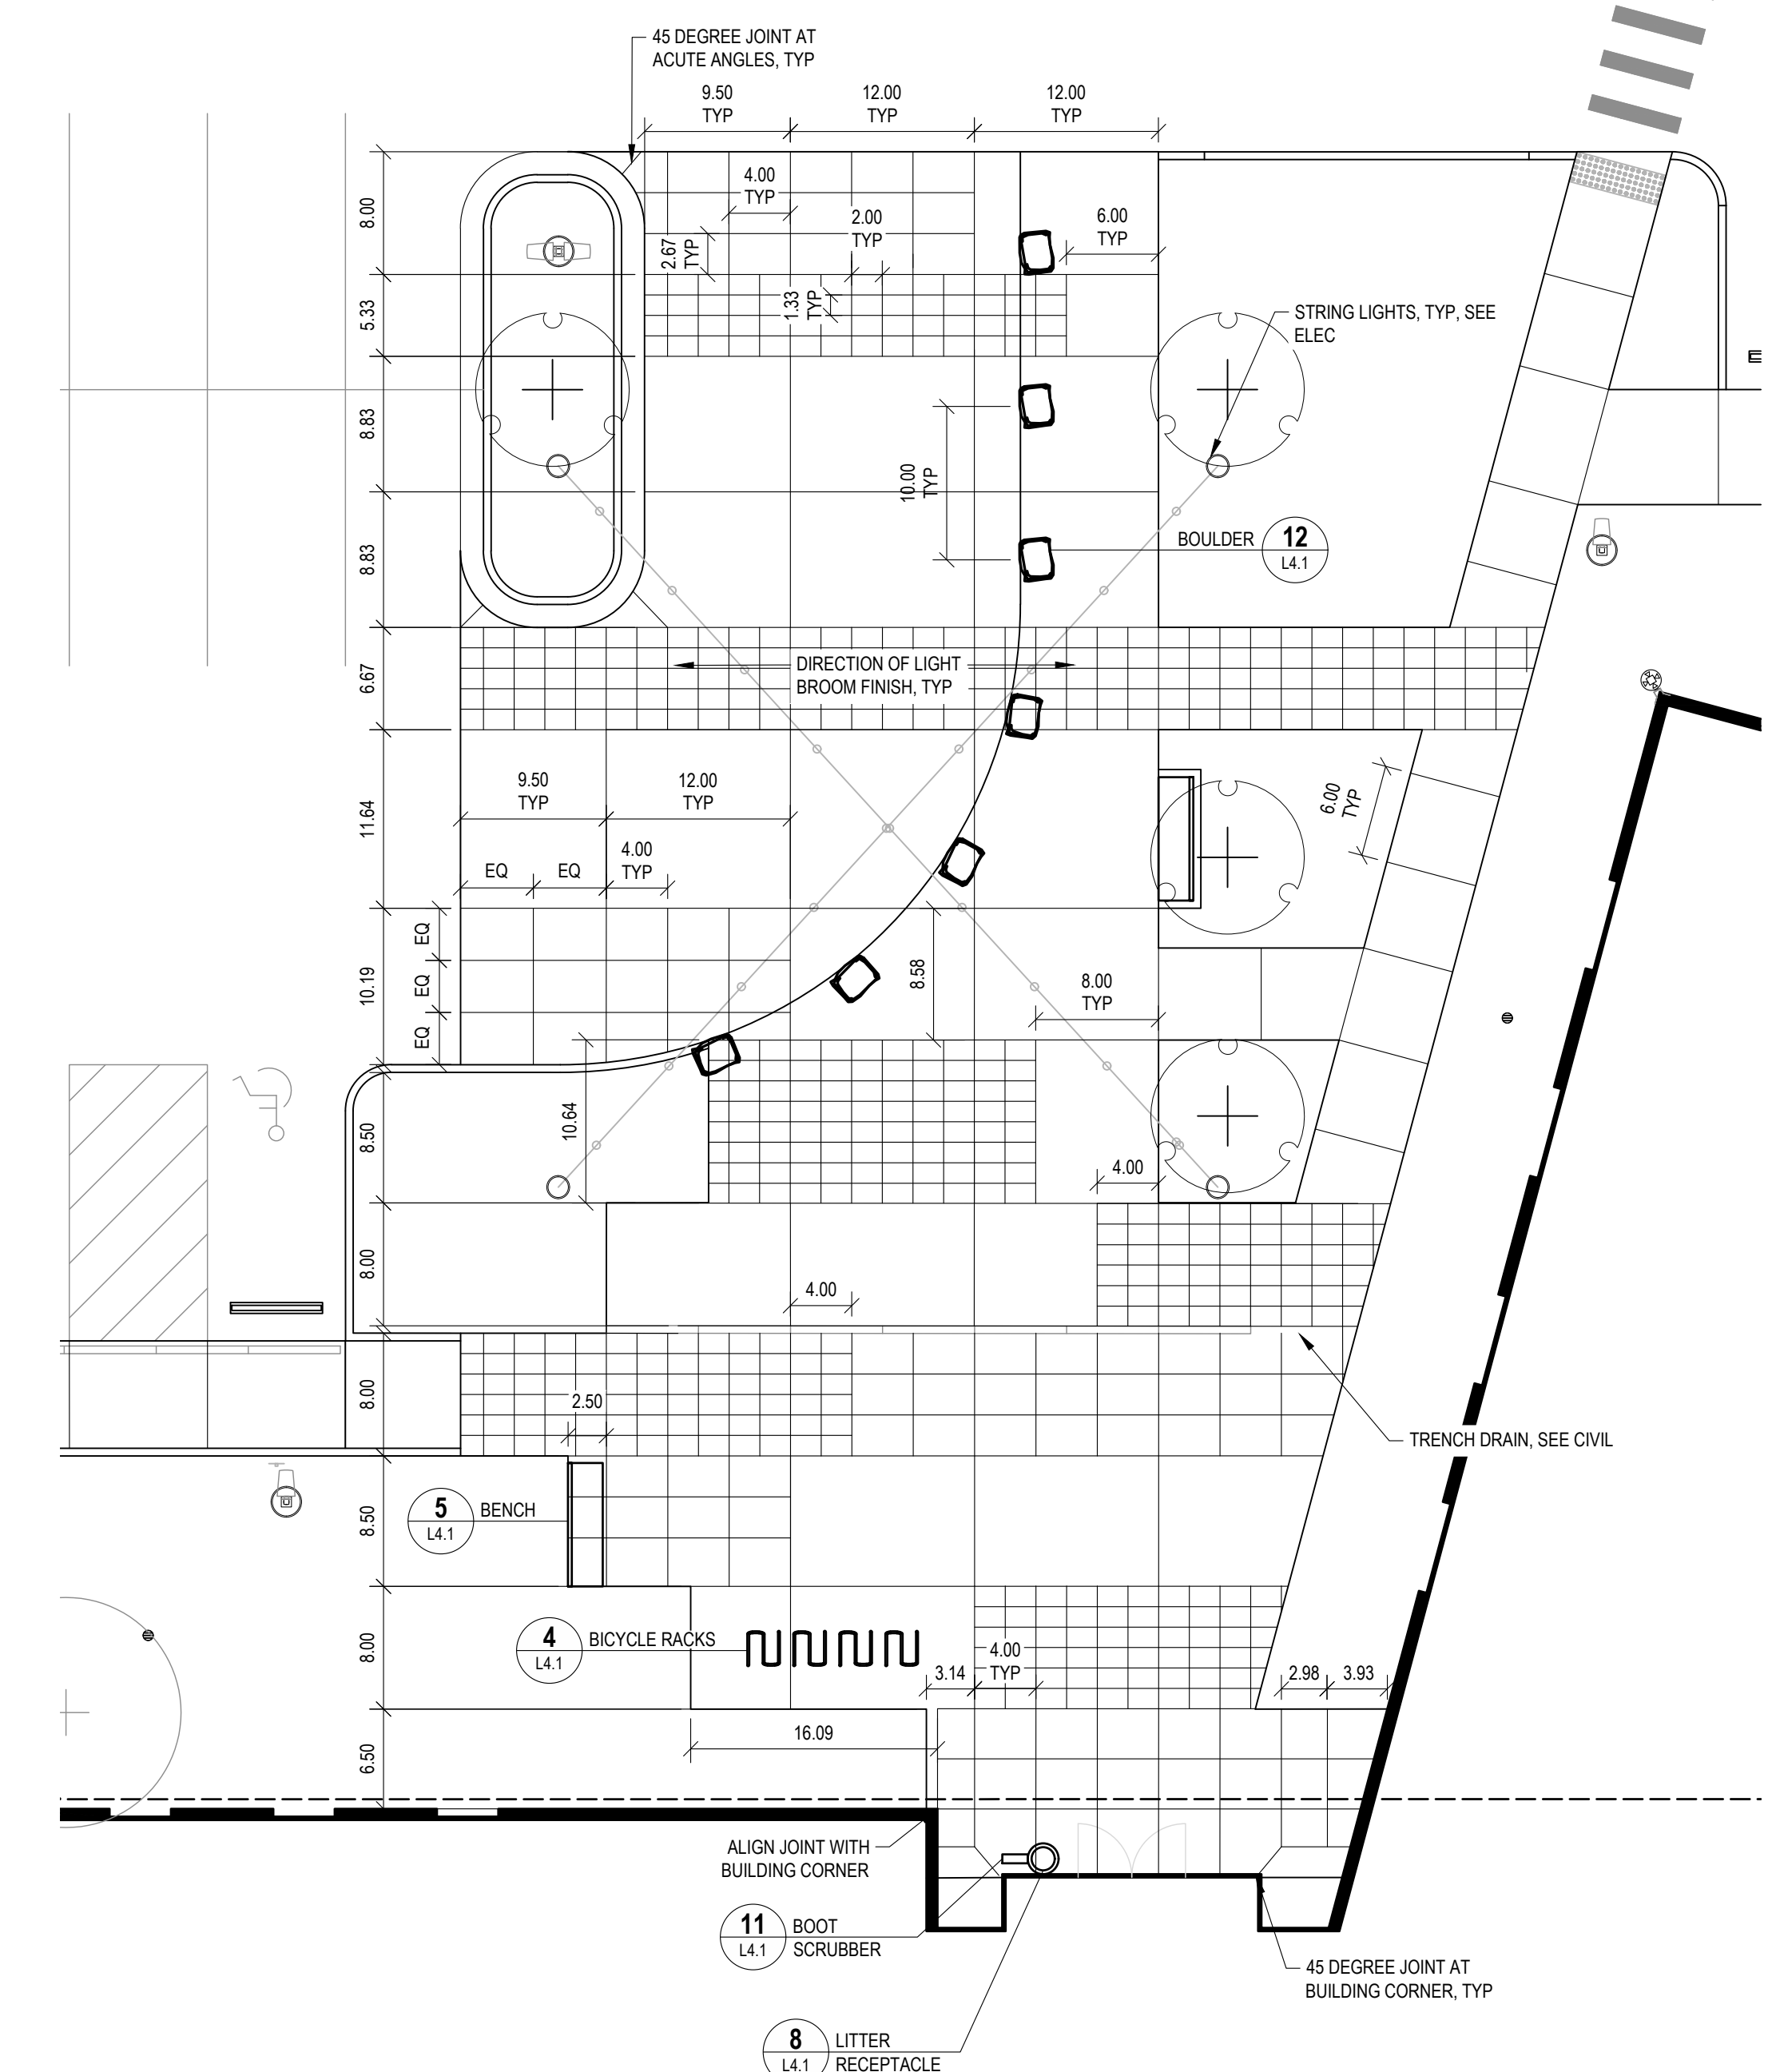 45 DEGREE JOINT AT
ACUTE ANGLES, TYP
9.50
TYP
12.00
TYP
12.00
TYP
8.00
4.00
TYP
2.00
TYP
6.00
TYP
2.67
TYP
5.33
1.33
TYP
STRING LIGHTS, TYP, SEE
ELEC
8.83
10.00
TYP
BOULDER
12
L4.1
8.83
6.67
DIRECTION OF LIGHT
BROOM FINISH, TYP
11.64
9.50
TYP
12.00
TYP
6.00
TYP
EQ
EQ
4.00
TYP
EQ
EQ
EQ
10.19
8.58
8.00
TYP
8.50
10.64
4.00
8.00
4.00
8.00
2.50
TRENCH DRAIN, SEE CIVIL
8.50
5
L4.1
BENCH
8.00
4
L4.1
BICYCLE RACKS
3.14
4.00
TYP
2.98
3.93
6.50
16.09
ALIGN JOINT WITH
BUILDING CORNER
11
L4.1
BOOT
SCRUBBER
45 DEGREE JOINT AT
BUILDING CORNER, TYP
8
L4.1
LITTER
RECEPTACLE